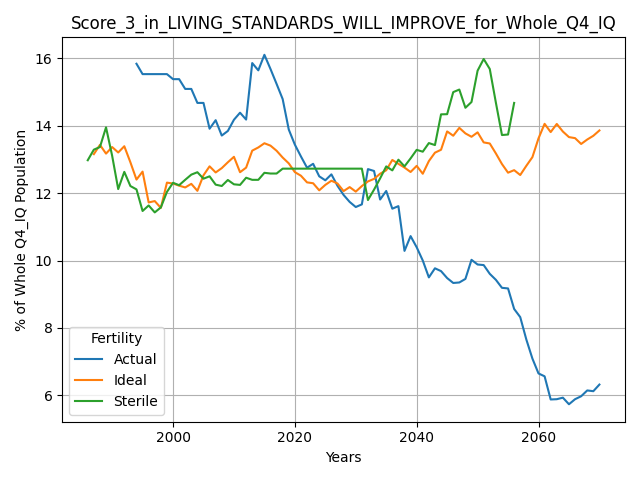 Score_3_in_LIVING_STANDARDS_WILL_IMPROVE_for_Whole_Q4_IQ
% of Whole Q4_IQ Population
16
14
12
10
8
6
Fertility
Actual
Ideal
Sterile
2000
2020
2040
2060
Years